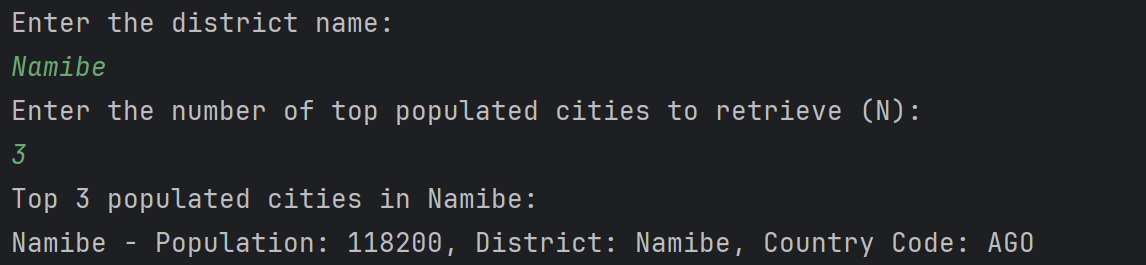 Enter the district name:
Namibe
Enter the number of top populated cities to retrieve (N):
3
Top 3 populated cities in Namibe:
Namibe - Population: 118200, District: Namibe, Country Code: AGO